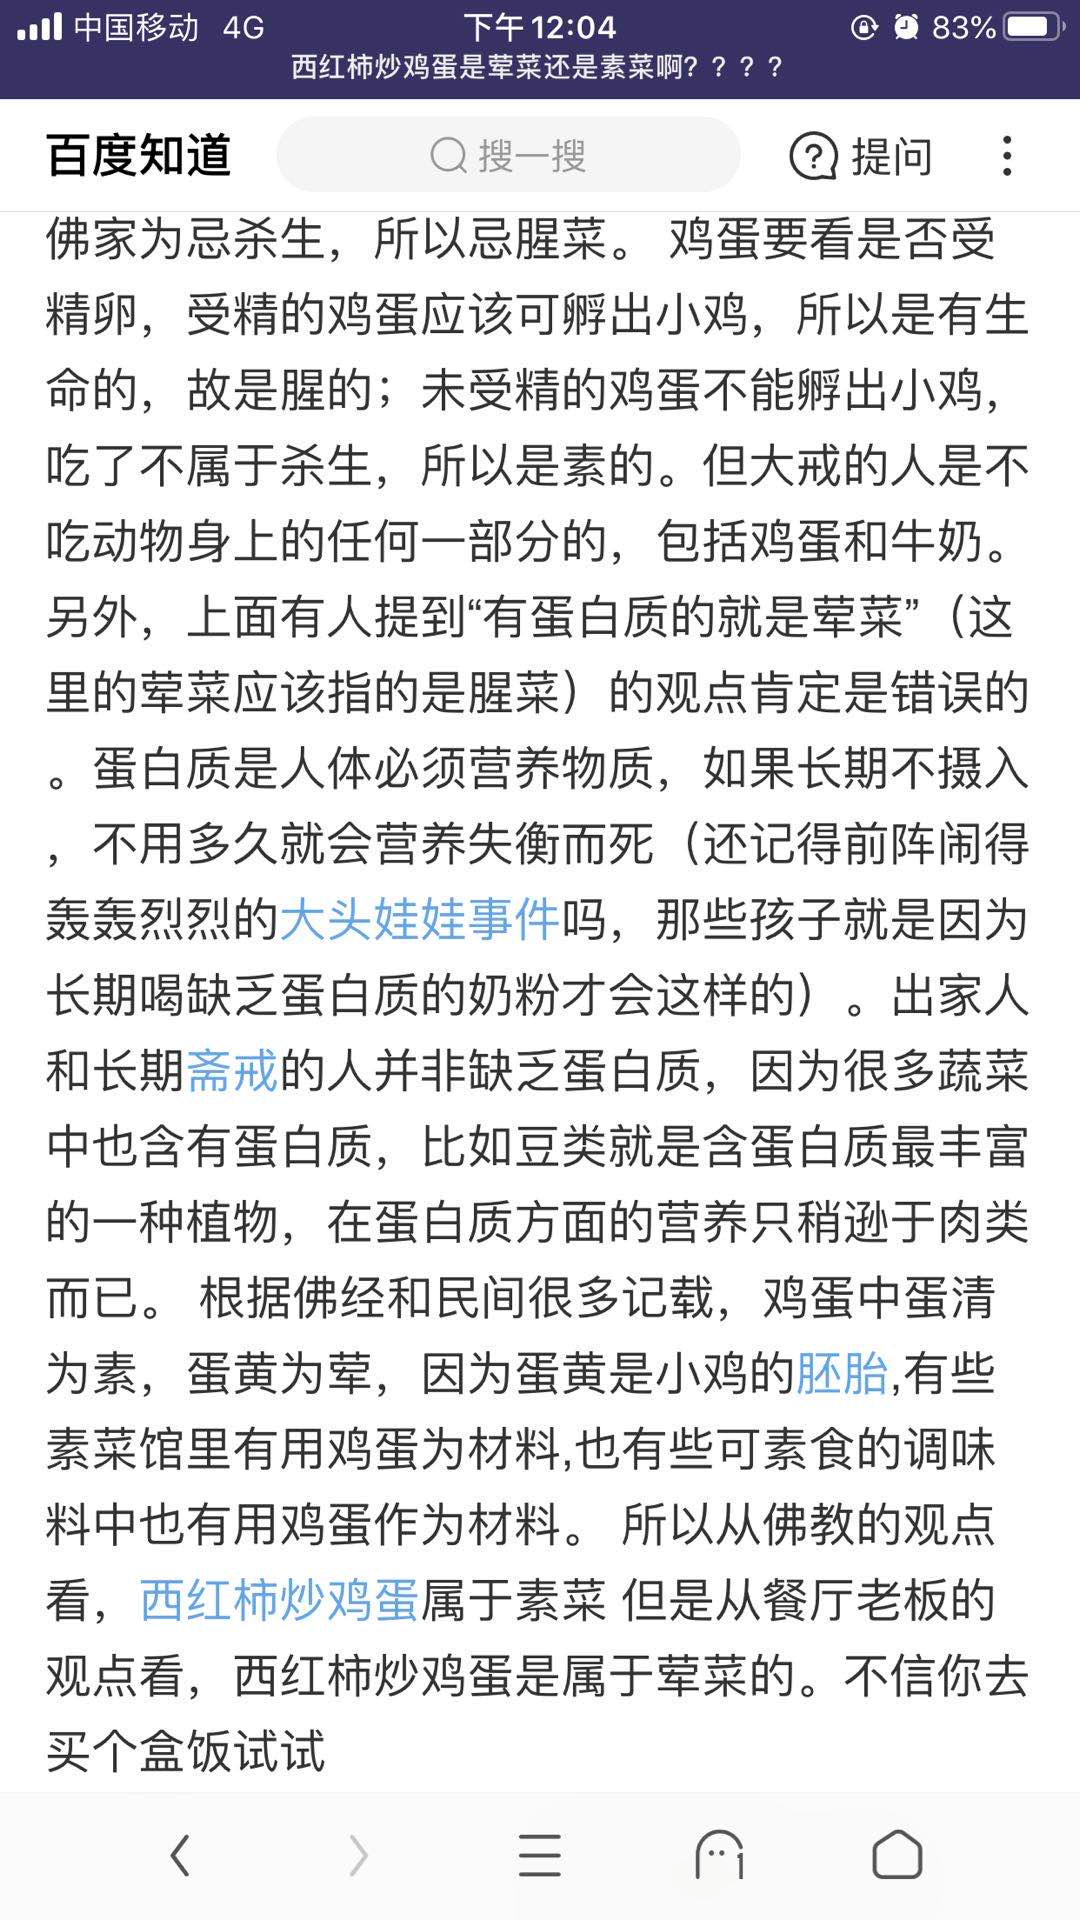 中国移动 4G 下午12:04 83%
西红柿炒鸡蛋是荤菜还是素菜啊？？？？
百度知道 搜一搜 提问
佛家为忌杀生，所以忌腥菜。 鸡蛋要看是否受
精卵，受精的鸡蛋应该可孵出小鸡，所以是有生
命的，故是腥的；未受精的鸡蛋不能孵出小鸡，
吃了不属于杀生，所以是素的。但大戒的人是不
吃动物身上的任何一部分的，包括鸡蛋和牛奶。
另外，上面有人提到“有蛋白质的就是荤菜”（这
里的荤菜应该指的是腥菜）的观点肯定是错误的
。蛋白质是人体必须营养物质，如果长期不摄入
，不用多久就会营养失衡而死（还记得前阵闹得
轰轰烈烈的大头娃娃事件吗，那些孩子就是因为
长期喝缺乏蛋白质的奶粉才会这样的）。出家人
和长期斋戒的人并非缺乏蛋白质，因为很多蔬菜
中也含有蛋白质，比如豆类就是含蛋白质最丰富
的一种植物，在蛋白质方面的营养只稍逊于肉类
而已。 根据佛经和民间很多记载，鸡蛋中蛋清
为素，蛋黄为荤，因为蛋黄是小鸡的胚胎,有些
素菜馆里有用鸡蛋为材料,也有些可素食的调味
料中也有用鸡蛋作为材料。 所以从佛教的观点
看，西红柿炒鸡蛋属于素菜 但是从餐厅老板的
观点看，西红柿炒鸡蛋是属于荤菜的。不信你去
买个盒饭试试